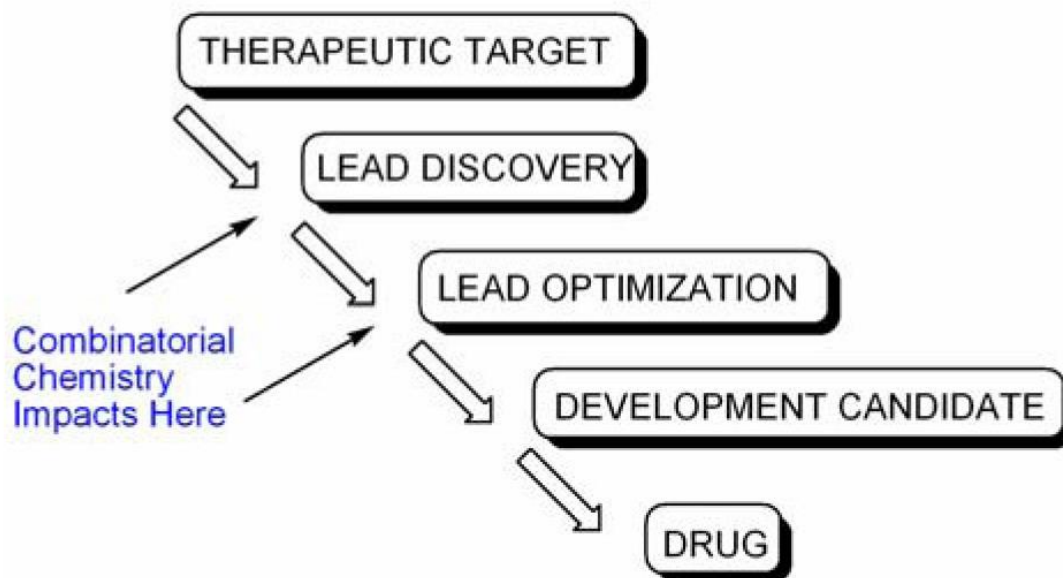 THERAPEUTIC TARGET
LEAD DISCOVERY
LEAD OPTIMIZATION
Combinatorial
Chemistry
Impacts Here
DEVELOPMENT CANDIDATE
DRUG